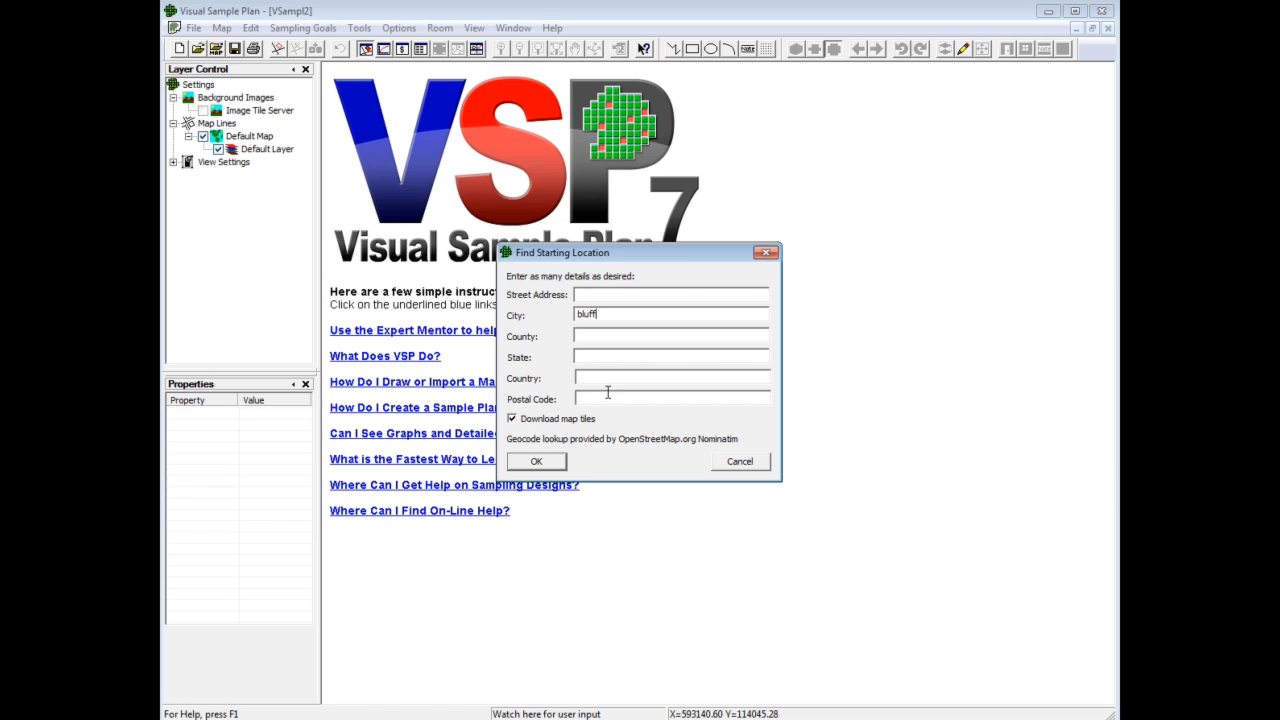 Visual Sample Plan - [VSampl2]
File Map Edit Sampling Goals Tools Options Room View Window Help
Layer Control
Settings
Background Images
Image Tile Server
Map Lines
Default Map
Default Layer
View Settings
Properties
Property Value
VSP
7
Visual Sample Plan
Here are a few simple instruc
Click on the underlined blue links
Use the Expert Mentor to help
What Does VSP Do?
How Do I Draw or Import a Ma
How Do I Create a Sample Plan
Can I See Graphs and Detaile
What is the Fastest Way to Le
Where Can I Get Help on Sampling Designs?
Where Can I Find On-Line Help?
Find Starting Location
Enter as many details as desired:
Street Address:
City: bluff
County:
State:
Country:
Postal Code:
Download map tiles
Geocode lookup provided by OpenStreetMap.org Nominatim
OK Cancel
For Help, press F1 Watch here for user input X=593140.60 Y=114045.28